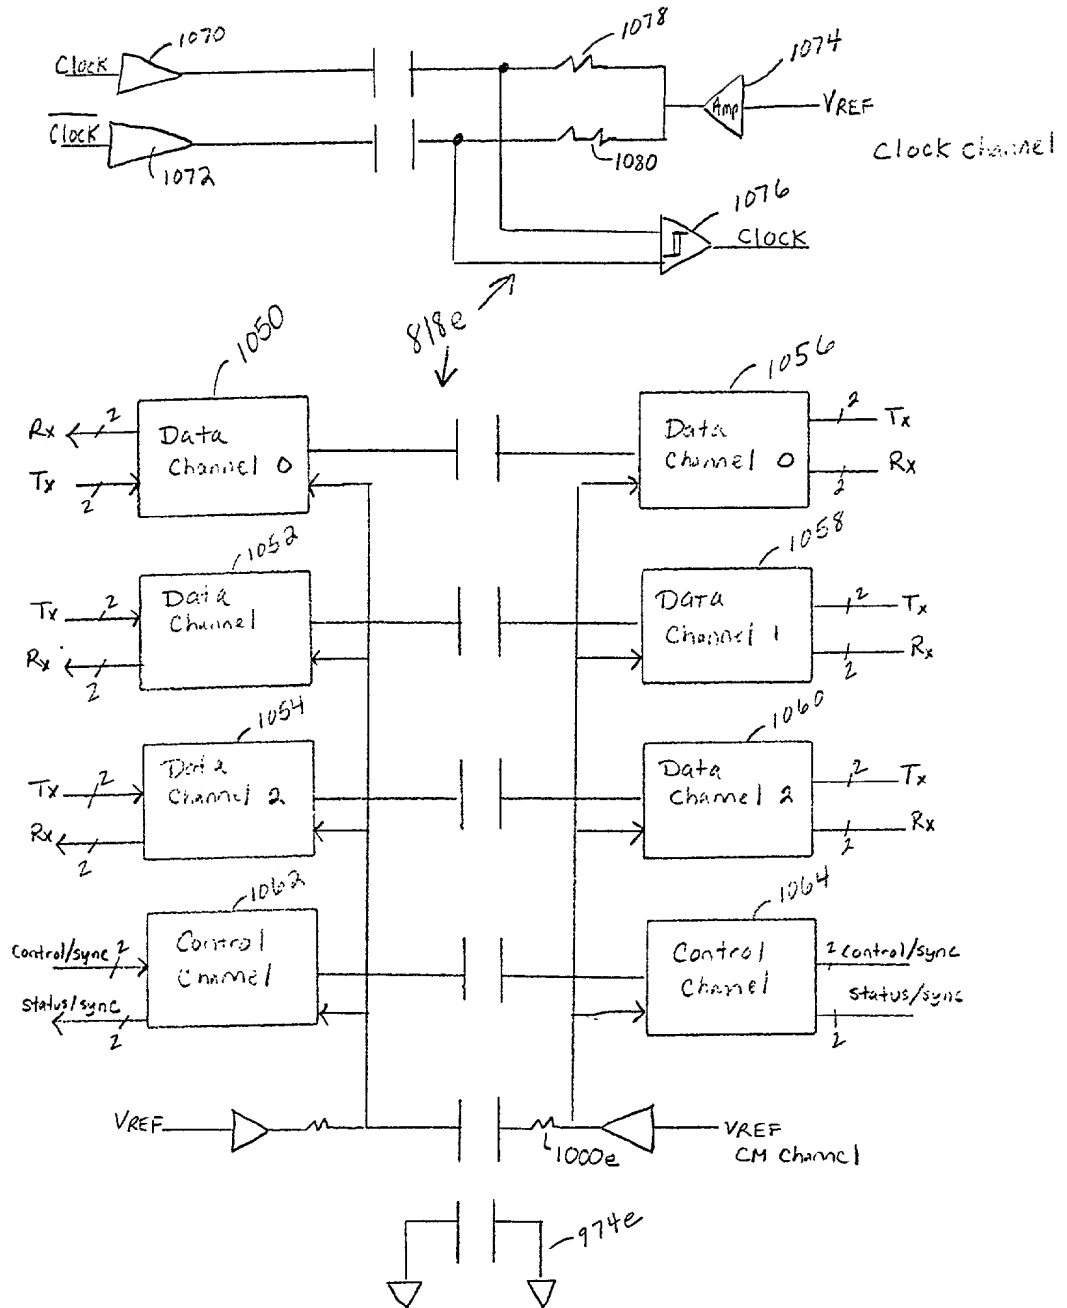 1070
1078
1074
Clock
Amp
VREF
Clock
1072
1080
Clock Channel
1076
Clock
818e
1050
1056
Rx
2
Data
Channel 0
Data
Channel 0
2
Tx
Tx
2
2
Rx
1052
1058
Tx
2
Data
Channel
Data
Channel 1
2
Tx
Rx
2
2
Rx
1054
1060
Tx
2
Data
Channel 2
Data
Channel 2
2
Tx
Rx
2
2
Rx
1062
1064
Control/sync
2
Control
Channel
Control
Channel
2
Control/sync
Status/sync
2
2
Status/sync
VREF
1000e
VREF
CM Channel
974e